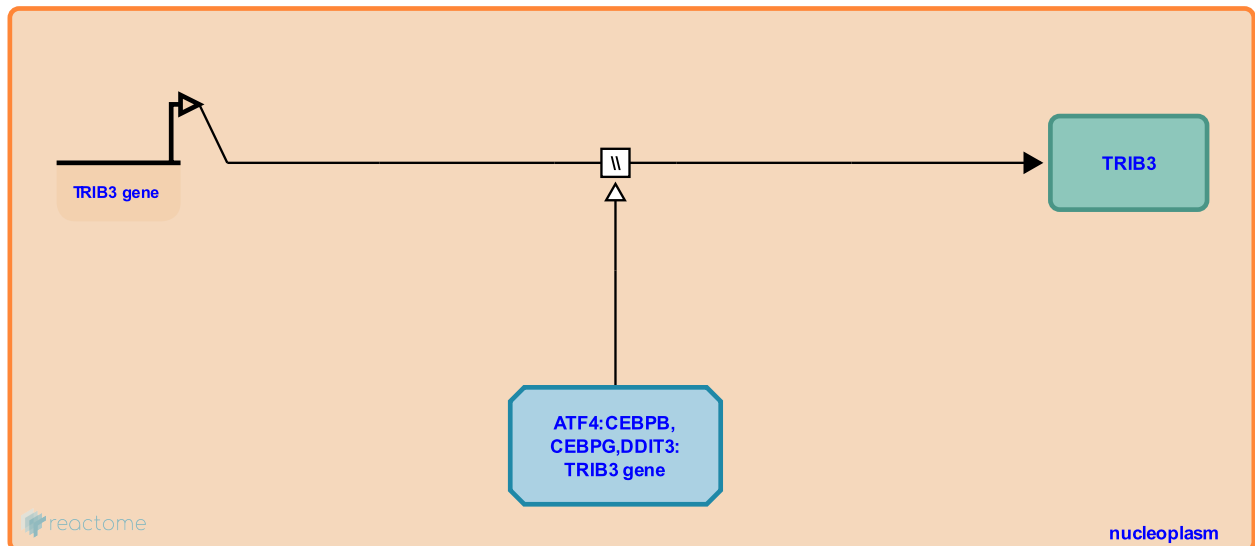 TRIB3 gene
\\
TRIB3
ATF4:CEBPB,
CEBPG,DDIT3:
TRIB3 gene
reactome
nucleoplasm